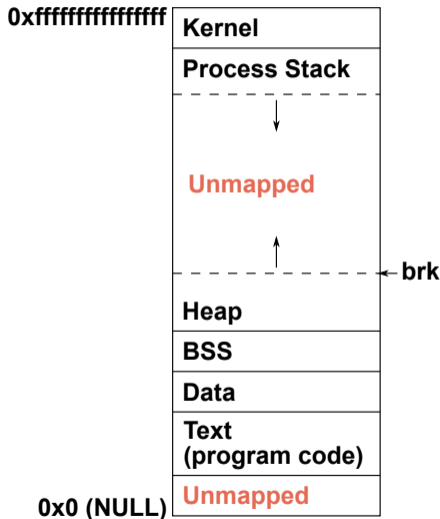 0xffffffffffffffff
Kernel
Process Stack
Unmapped
brk
Heap
BSS
Data
Text
(program code)
Unmapped
0x0 (NULL)